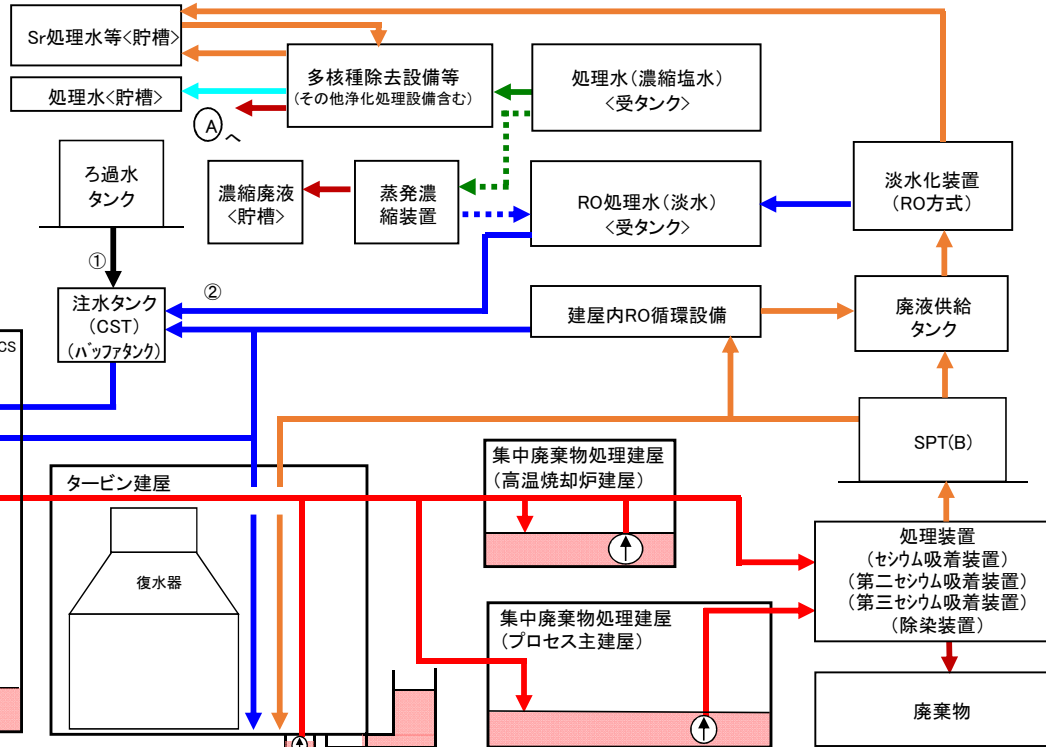 Sr処理水等<貯槽>
多核種除去設備等
(その他浄化処理設備含む)
処理水(濃縮塩水)
<受タンク>
処理水<貯槽>
Aへ
ろ過水
タンク
濃縮廃液
<貯槽>
蒸発濃
縮装置
RO処理水(淡水)
<受タンク>
淡水化装置
(RO方式)
①
②
注水タンク
(CST)
(バッファタンク)
建屋内RO循環設備
廃液供給
タンク
CS
SPT(B)
タービン建屋
集中廃棄物処理建屋
(高温焼却炉建屋)
復水器
処理装置
(セシウム吸着装置)
(第二セシウム吸着装置)
(第三セシウム吸着装置)
(除染装置)
集中廃棄物処理建屋
(プロセス主建屋)
廃棄物